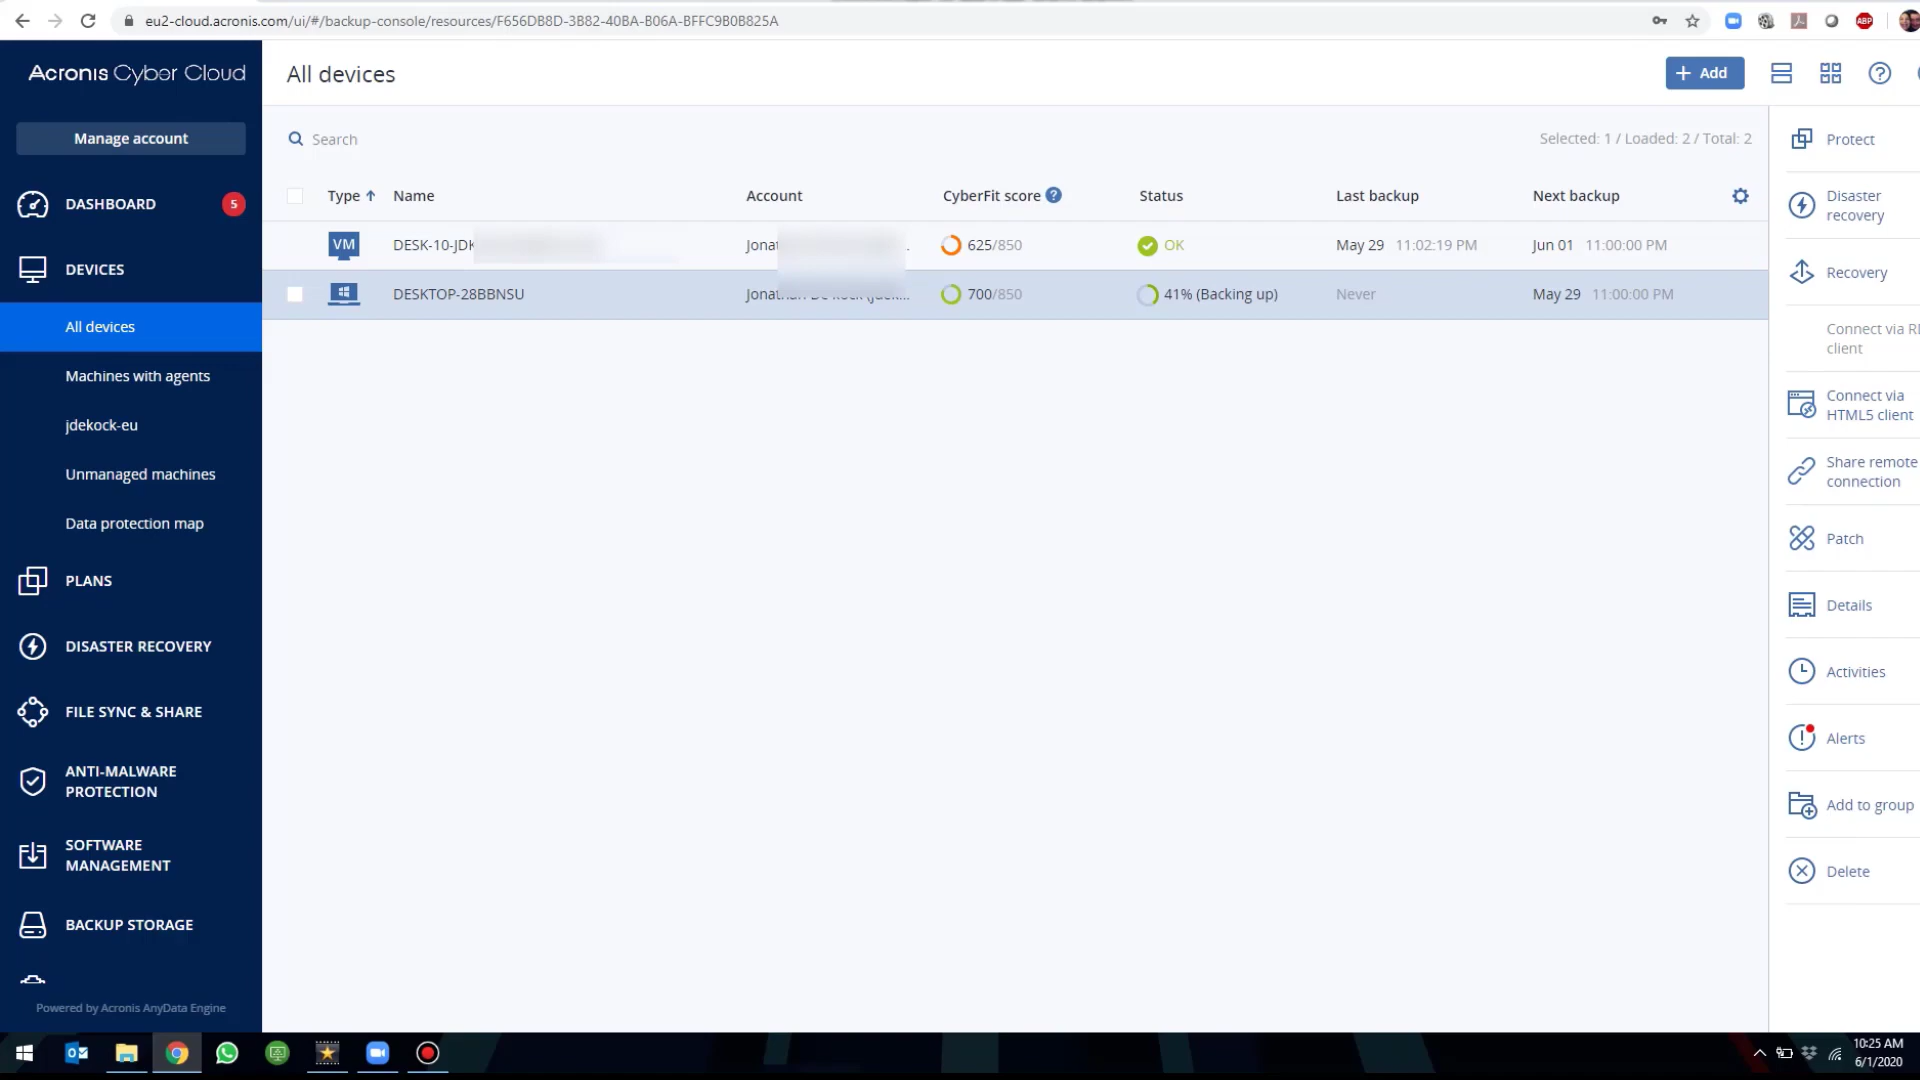 eu2-cloud.acronis.com/ui/#/backup-console/resources/F656DB8D-3B82-40BA-B06A-BFFC9B0B825A
ABP
Acronis Cyber Cloud
Manage account
DASHBOARD 5
DEVICES
All devices
Machines with agents
jdekock-eu
Unmanaged machines
Data protection map
PLANS
DISASTER RECOVERY
FILE SYNC & SHARE
ANTI-MALWARE
PROTECTION
SOFTWARE
MANAGEMENT
BACKUP STORAGE
Powered by Acronis AnyData Engine
All devices
+ Add
Search
Selected: 1 / Loaded: 2 / Total: 2
Type Name Account CyberFit score Status Last backup Next backup
VM DESK-10-JDK 625/850 OK May 29 11:02:19 PM Jun 01 11:00:00 PM
DESKTOP-28BBNSU 700/850 41% (Backing up) Never May 29 11:00:00 PM
Protect
Disaster
recovery
Recovery
Connect via
client
Connect via
HTML5 client
Share remote
connection
Patch
Details
Activities
Alerts
Add to group
Delete
10:25 AM
6/1/2020